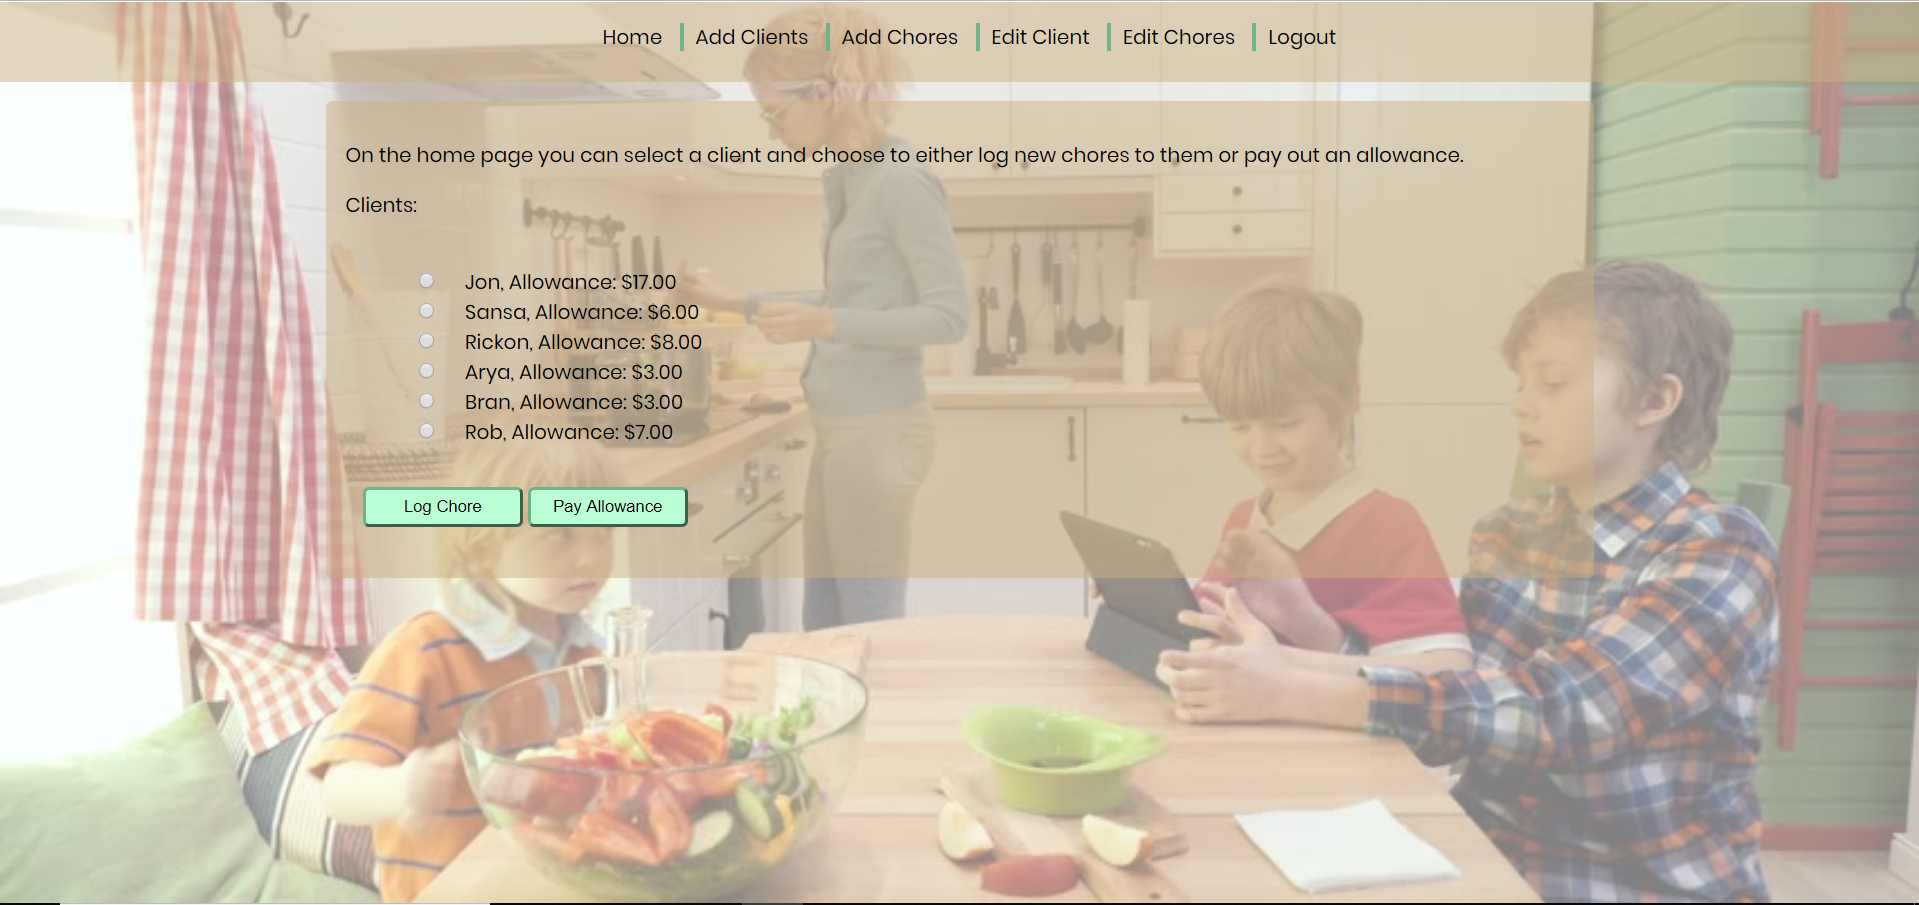 Home Add Clients Add Chores Edit Client Edit Chores Logout
On the home page you can select a client and choose to either log new chores to them or pay out an allowance.
Clients:
Jon, Allowance: $17.00
Sansa, Allowance: $6.00
Rickon, Allowance: $8.00
Arya, Allowance: $3.00
Bran, Allowance: $3.00
Rob, Allowance: $7.00
Log Chore Pay Allowance